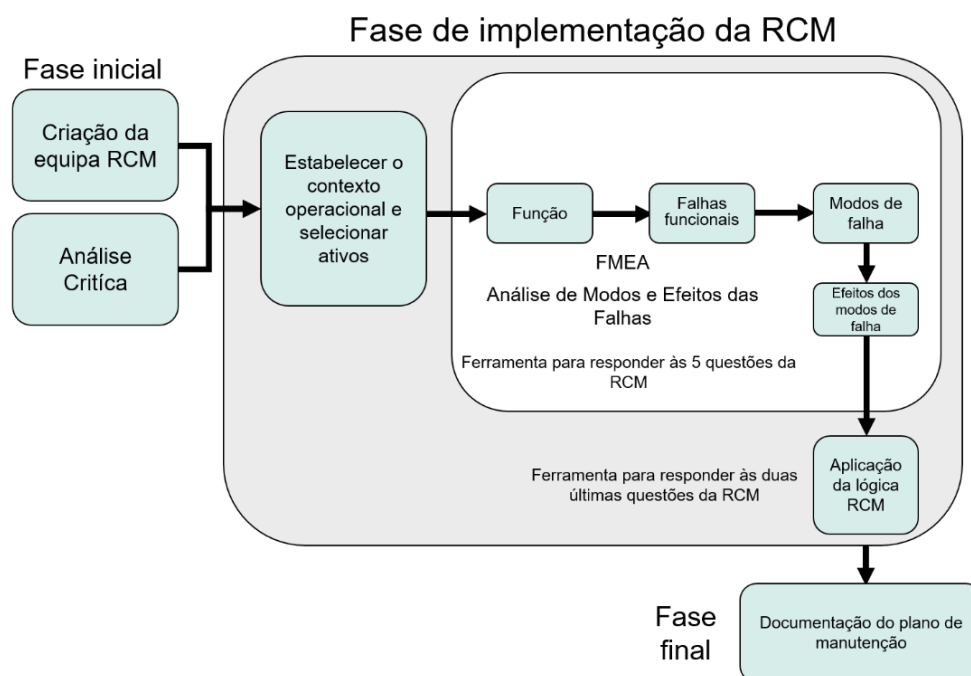 Fase de implementação da RCM
Fase inicial
Criação da
equipa RCM
Análise
Critíca
Estabelecer o
contexto
operacional e
selecionar
ativos
Função
Falhas
funcionais
Modos de
falha
FMEA
Análise de Modos e Efeitos das
Falhas
Efeitos dos
modos de
falha
Ferramenta para responder às 5 questões da
RCM
Ferramenta para responder às duas
últimas questões da RCM
Aplicação
da lógica
RCM
Fase
final
Documentação do plano de
manutenção